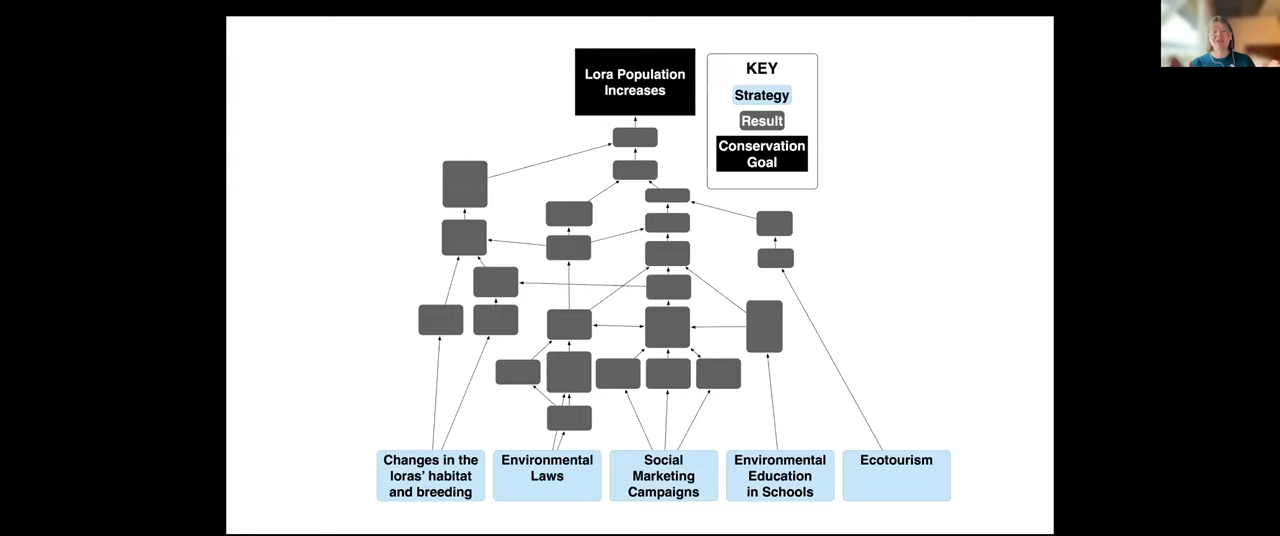 Lora Population
Increases
KEY
Strategy
Result
Conservation
Goal
Changes in the
loras' habitat
and breeding
Environmental
Laws
Social
Marketing
Campaigns
Environmental
Education
in Schools
Ecotourism